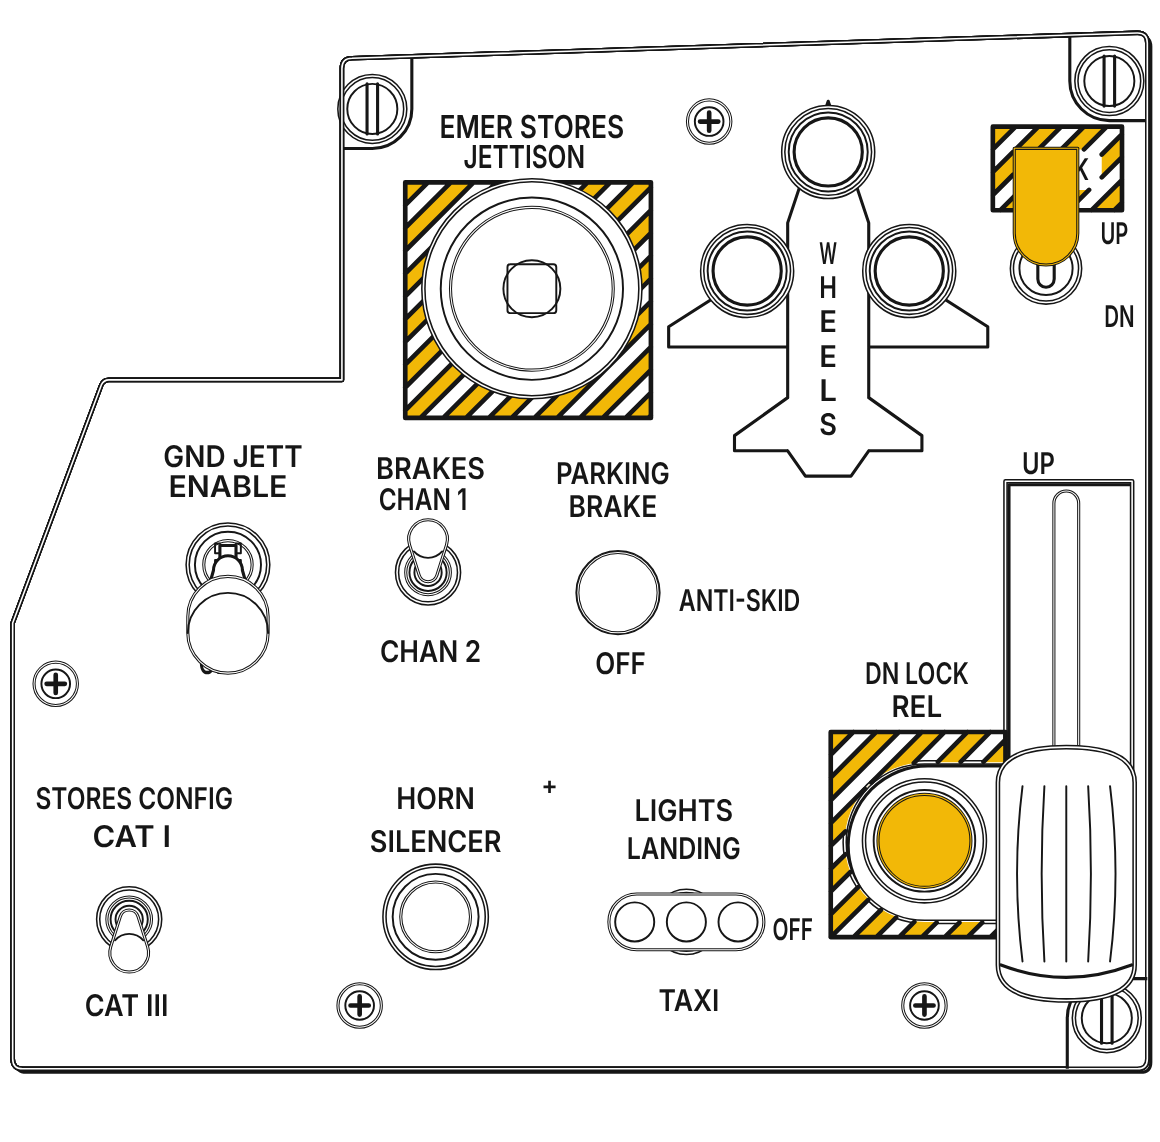 EMER STORES
JETTISON
UP
DN
W
H
E
E
L
S
GND JETT
ENABLE
BRAKES
CHAN 1
CHAN 2
PARKING
BRAKE
ANTI-SKID
OFF
UP
DN LOCK
REL
STORES CONFIG
CAT I
CAT III
HORN
SILENCER
LIGHTS
LANDING
OFF
TAXI